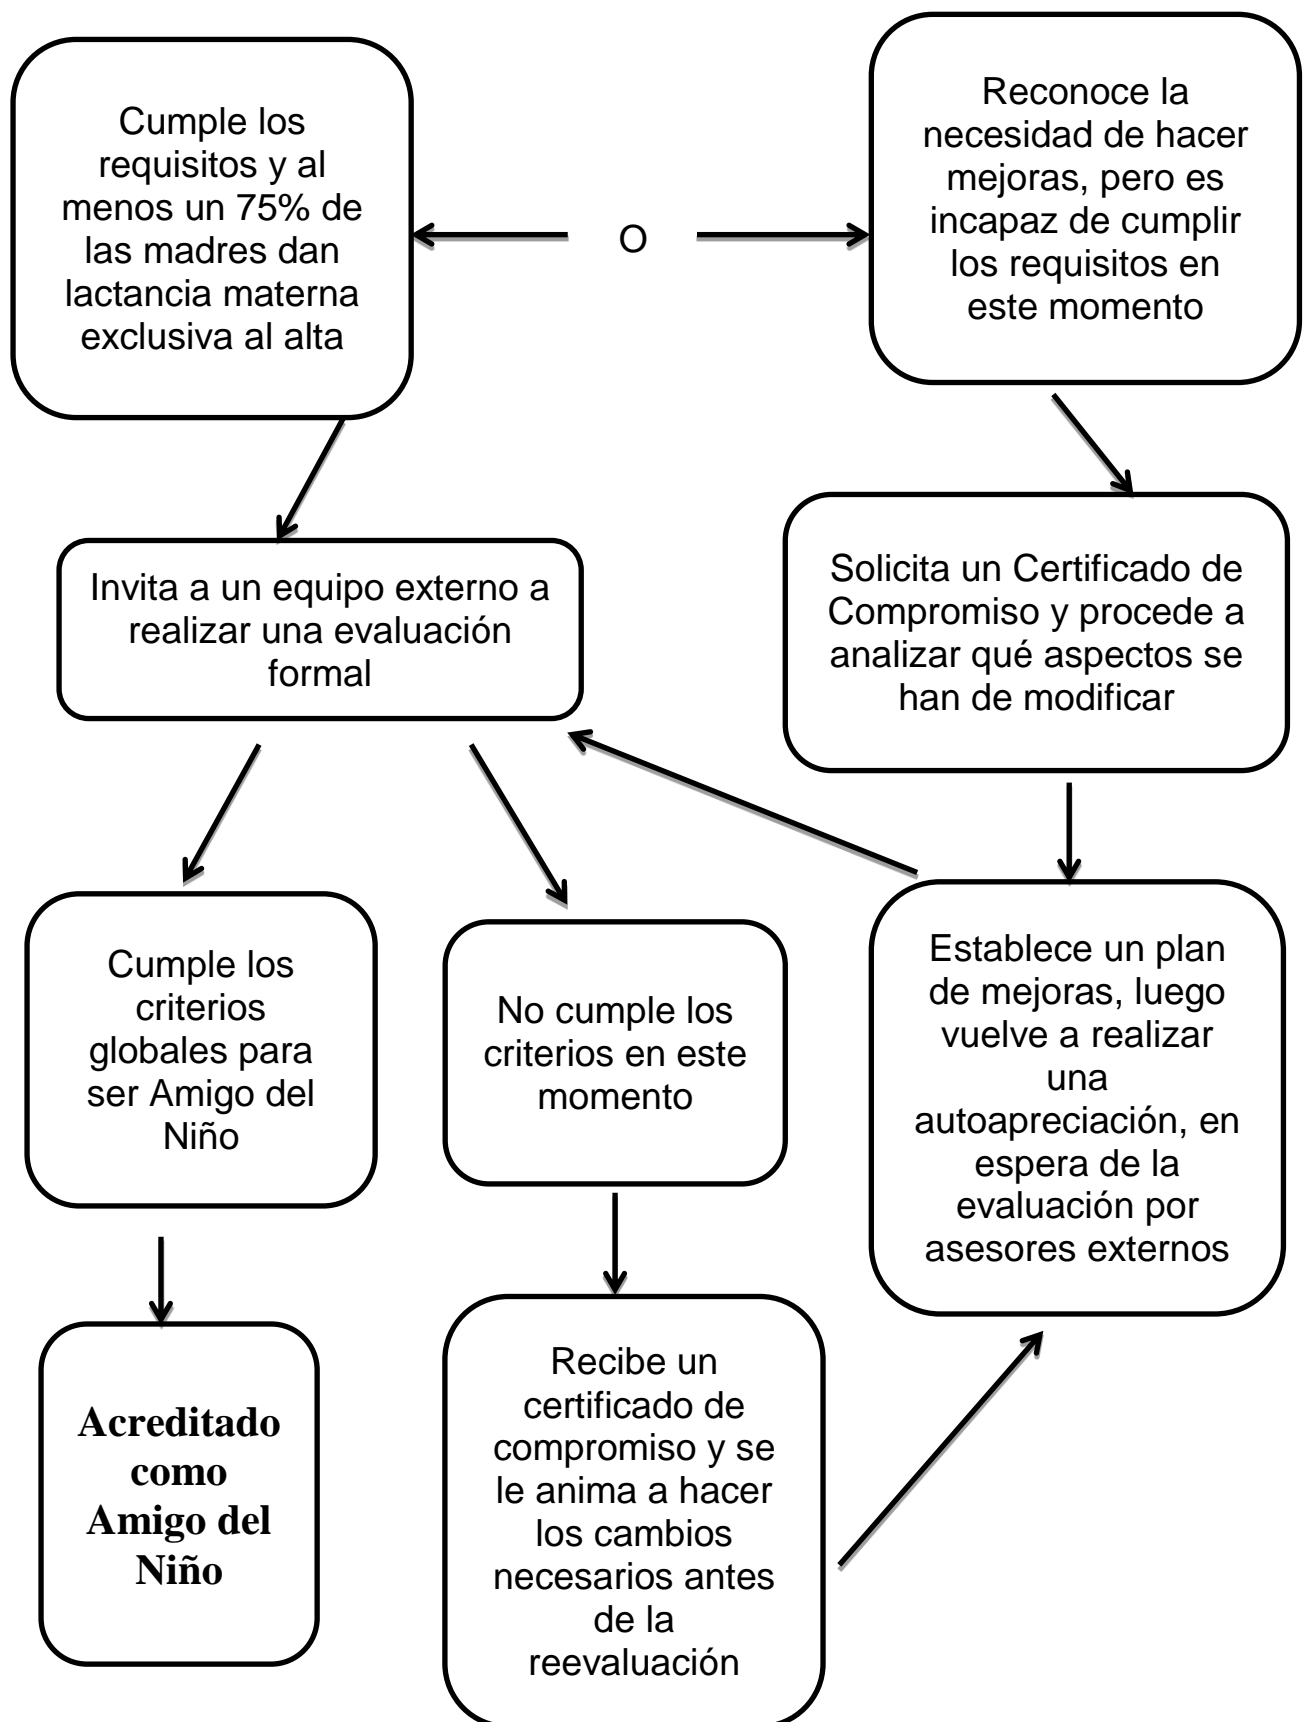 Cumple los
requisitos y al
menos un 75% de
las madres dan
lactancia materna
exclusiva al alta
O
Reconoce la
necesidad de hacer
mejoras, pero es
incapaz de cumplir
los requisitos en
este momento
Invita a un equipo externo a
realizar una evaluación
formal
Solicita un Certificado de
Compromiso y procede a
analizar qué aspectos se
han de modificar
Cumple los
criterios
globales para
ser Amigo del
Niño
No cumple los
criterios en este
momento
Establece un plan
de mejoras, luego
vuelve a realizar
una
autoapreciación, en
espera de la
evaluación por
asesores externos
Acreditado
como
Amigo del
Niño
Recibe un
certificado de
compromiso y se
le anima a hacer
los cambios
necesarios antes
de la
reevaluación